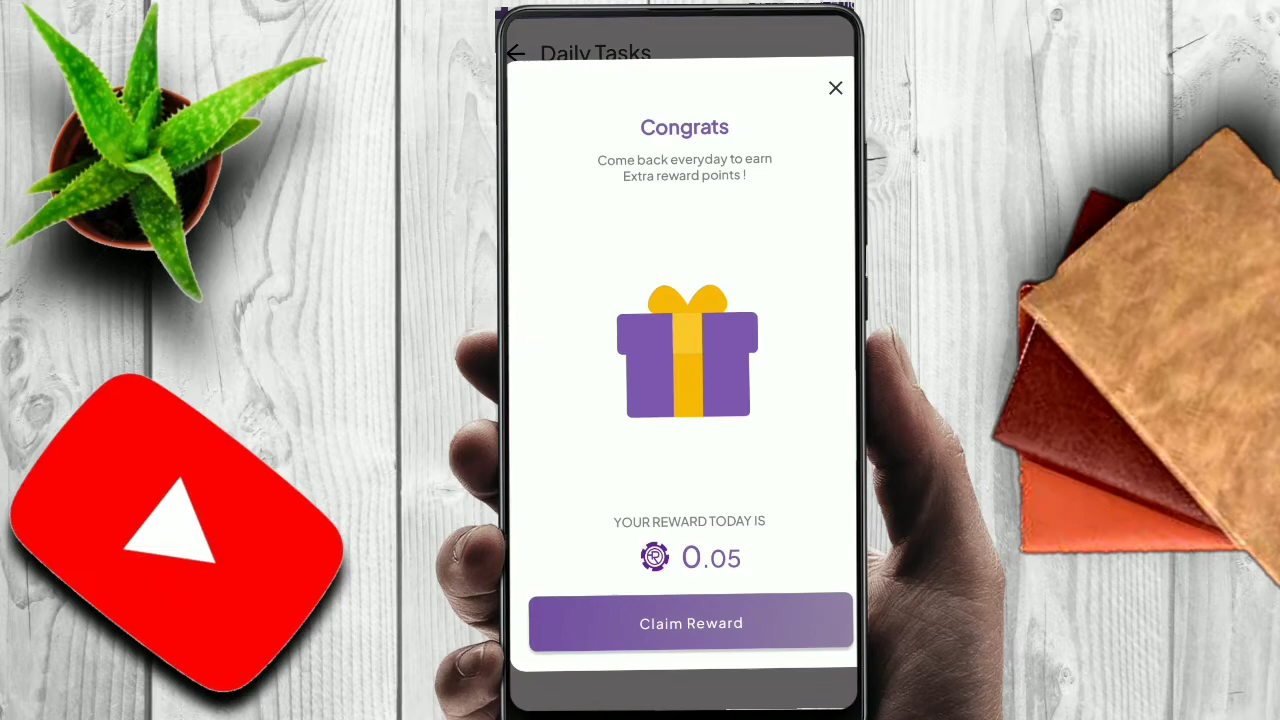 Daily Tasks
Congrats
Come back everyday to earn
Extra reward points !
YOUR REWARD TODAY IS
0.05
Claim Reward